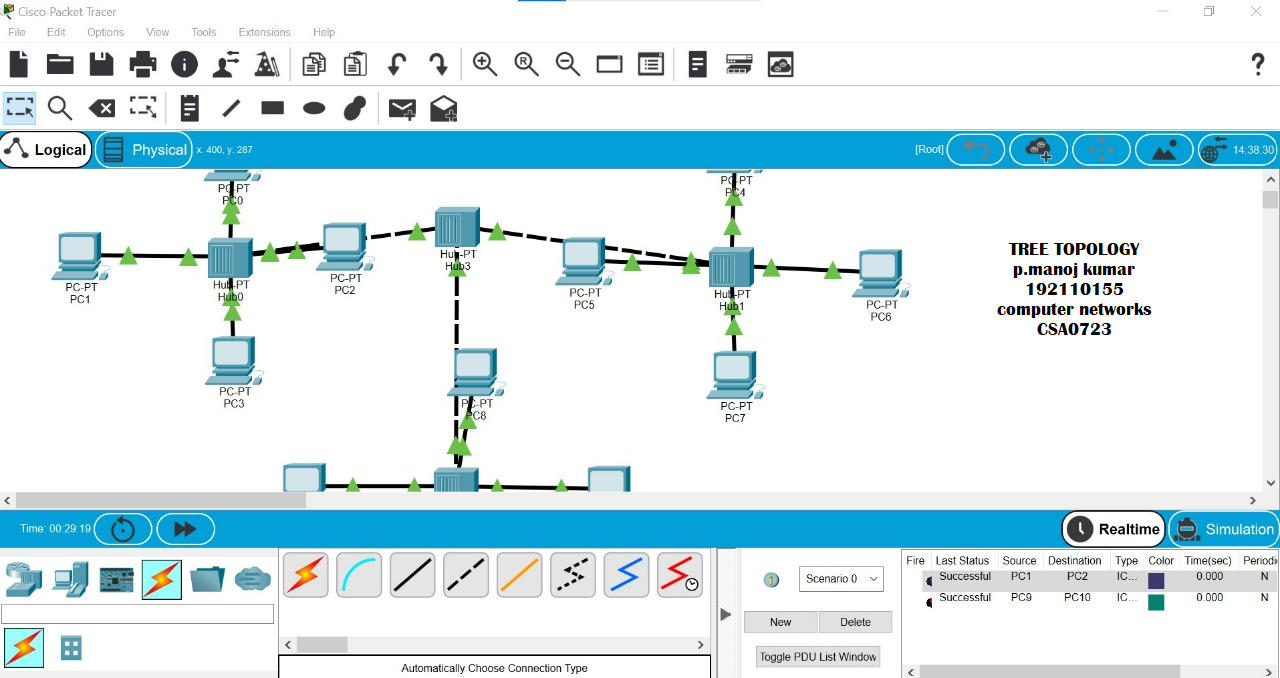 Cisco Packet Tracer
File Edit Options View Tools Extensions Help
Logical Physical x: 400, y: 287 [Root] 14:38:30
PC-PT
PC0
PC-PT
PC4
PC-PT
PC1
Hub-PT
Hub0
PC-PT
PC2
Hub-PT
Hub3
PC-PT
PC5
Hub-PT
Hub1
PC-PT
PC6
TREE TOPOLOGY
p.manoj kumar
192110155
computer networks
CSA0723
PC-PT
PC3
PC-PT
PC8
PC-PT
PC7
Time: 00:29:19 Realtime Simulation
Scenario 0
New Delete
Toggle PDU List Window
Automatically Choose Connection Type
Fire Last Status Source Destination Type Color Time(sec) Periodi
Successful PC1 PC2 IC... 0.000 N
Successful PC9 PC10 IC... 0.000 N